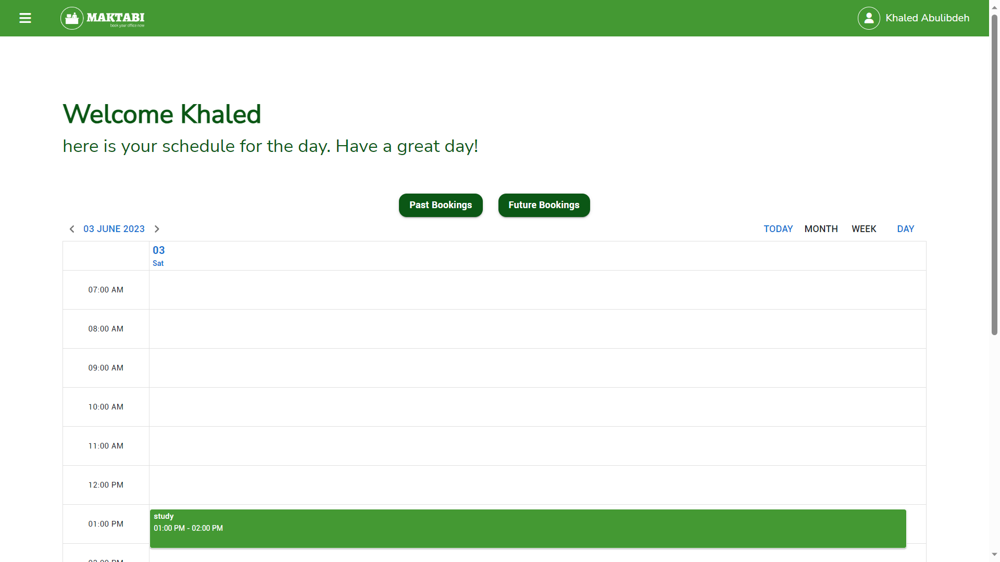 MAKTABI
book your office now
Khaled Abulibdeh
Welcome Khaled
here is your schedule for the day. Have a great day!
Past Bookings
Future Bookings
03 JUNE 2023
TODAY
MONTH
WEEK
DAY
03
Sat
07:00 AM
08:00 AM
09:00 AM
10:00 AM
11:00 AM
12:00 PM
01:00 PM
study
01:00 PM - 02:00 PM